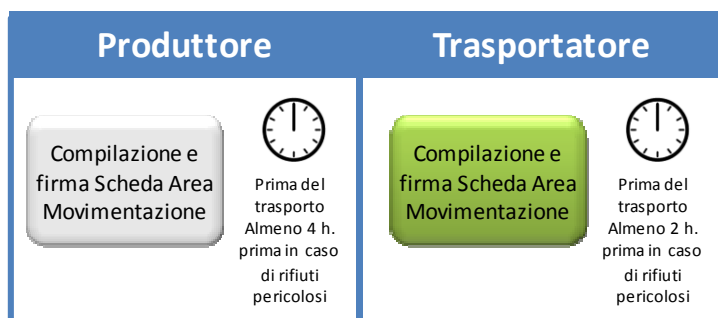 Produttore
Trasportatore
Compilazione e
firma Scheda Area
Movimentazione
Prima del
trasporto
Almeno 4 h.
prima in caso
di rifiuti
pericolosi
Compilazione e
firma Scheda Area
Movimentazione
Prima del
trasporto
Almeno 2 h.
prima in caso
di rifiuti
pericolosi